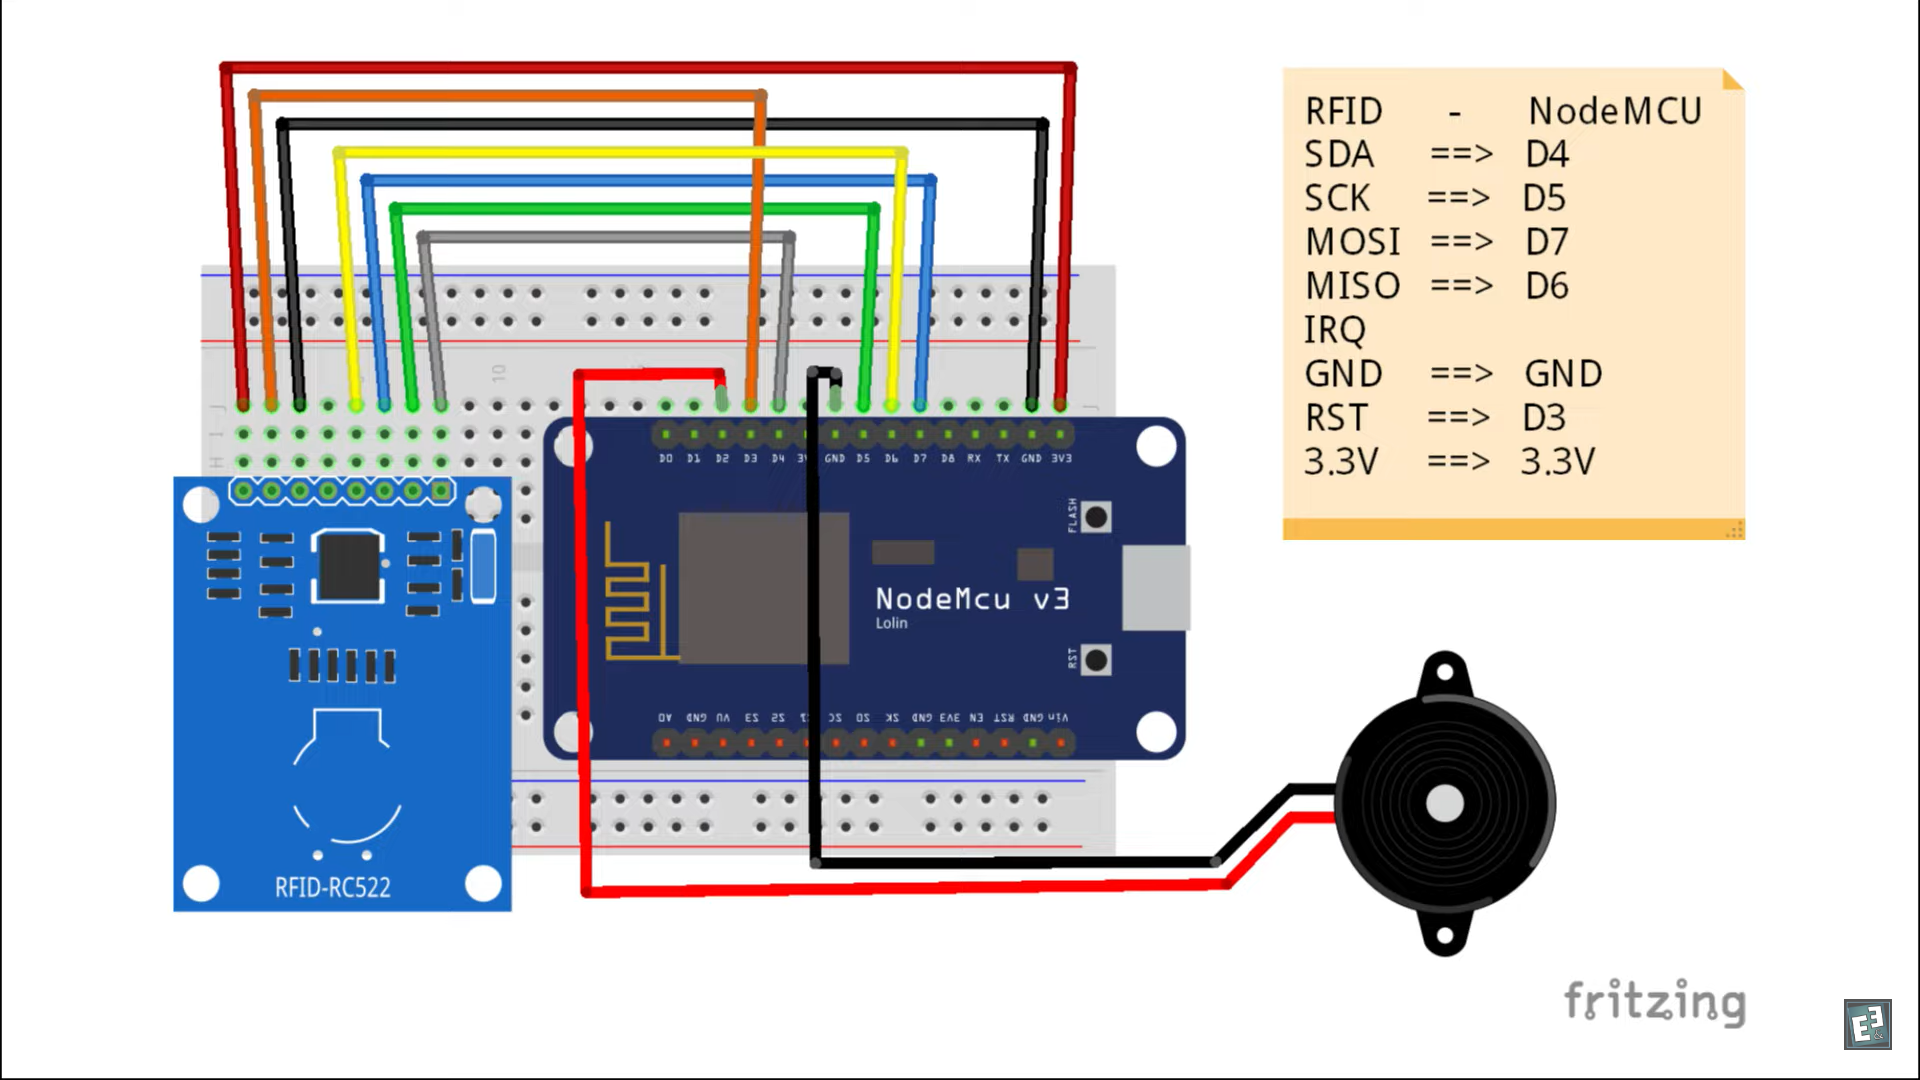 RFID - NodeMCU
SDA ==> D4
SCK ==> D5
MOSI ==> D7
MISO ==> D6
IRQ
GND ==> GND
RST ==> D3
3.3V ==> 3.3V
10
J J
I
H
D0 D1 D2 D3 D4 3V GND D5 D6 D7 D8 RX TX GND 3V3
FLASH
NodeMcu v3
Lolin
RST
A0 GND VU S3 S2 S1 SC S0 SK GND 3V3 EN RST GND Vin
RFID-RC522
fritzing
E&E